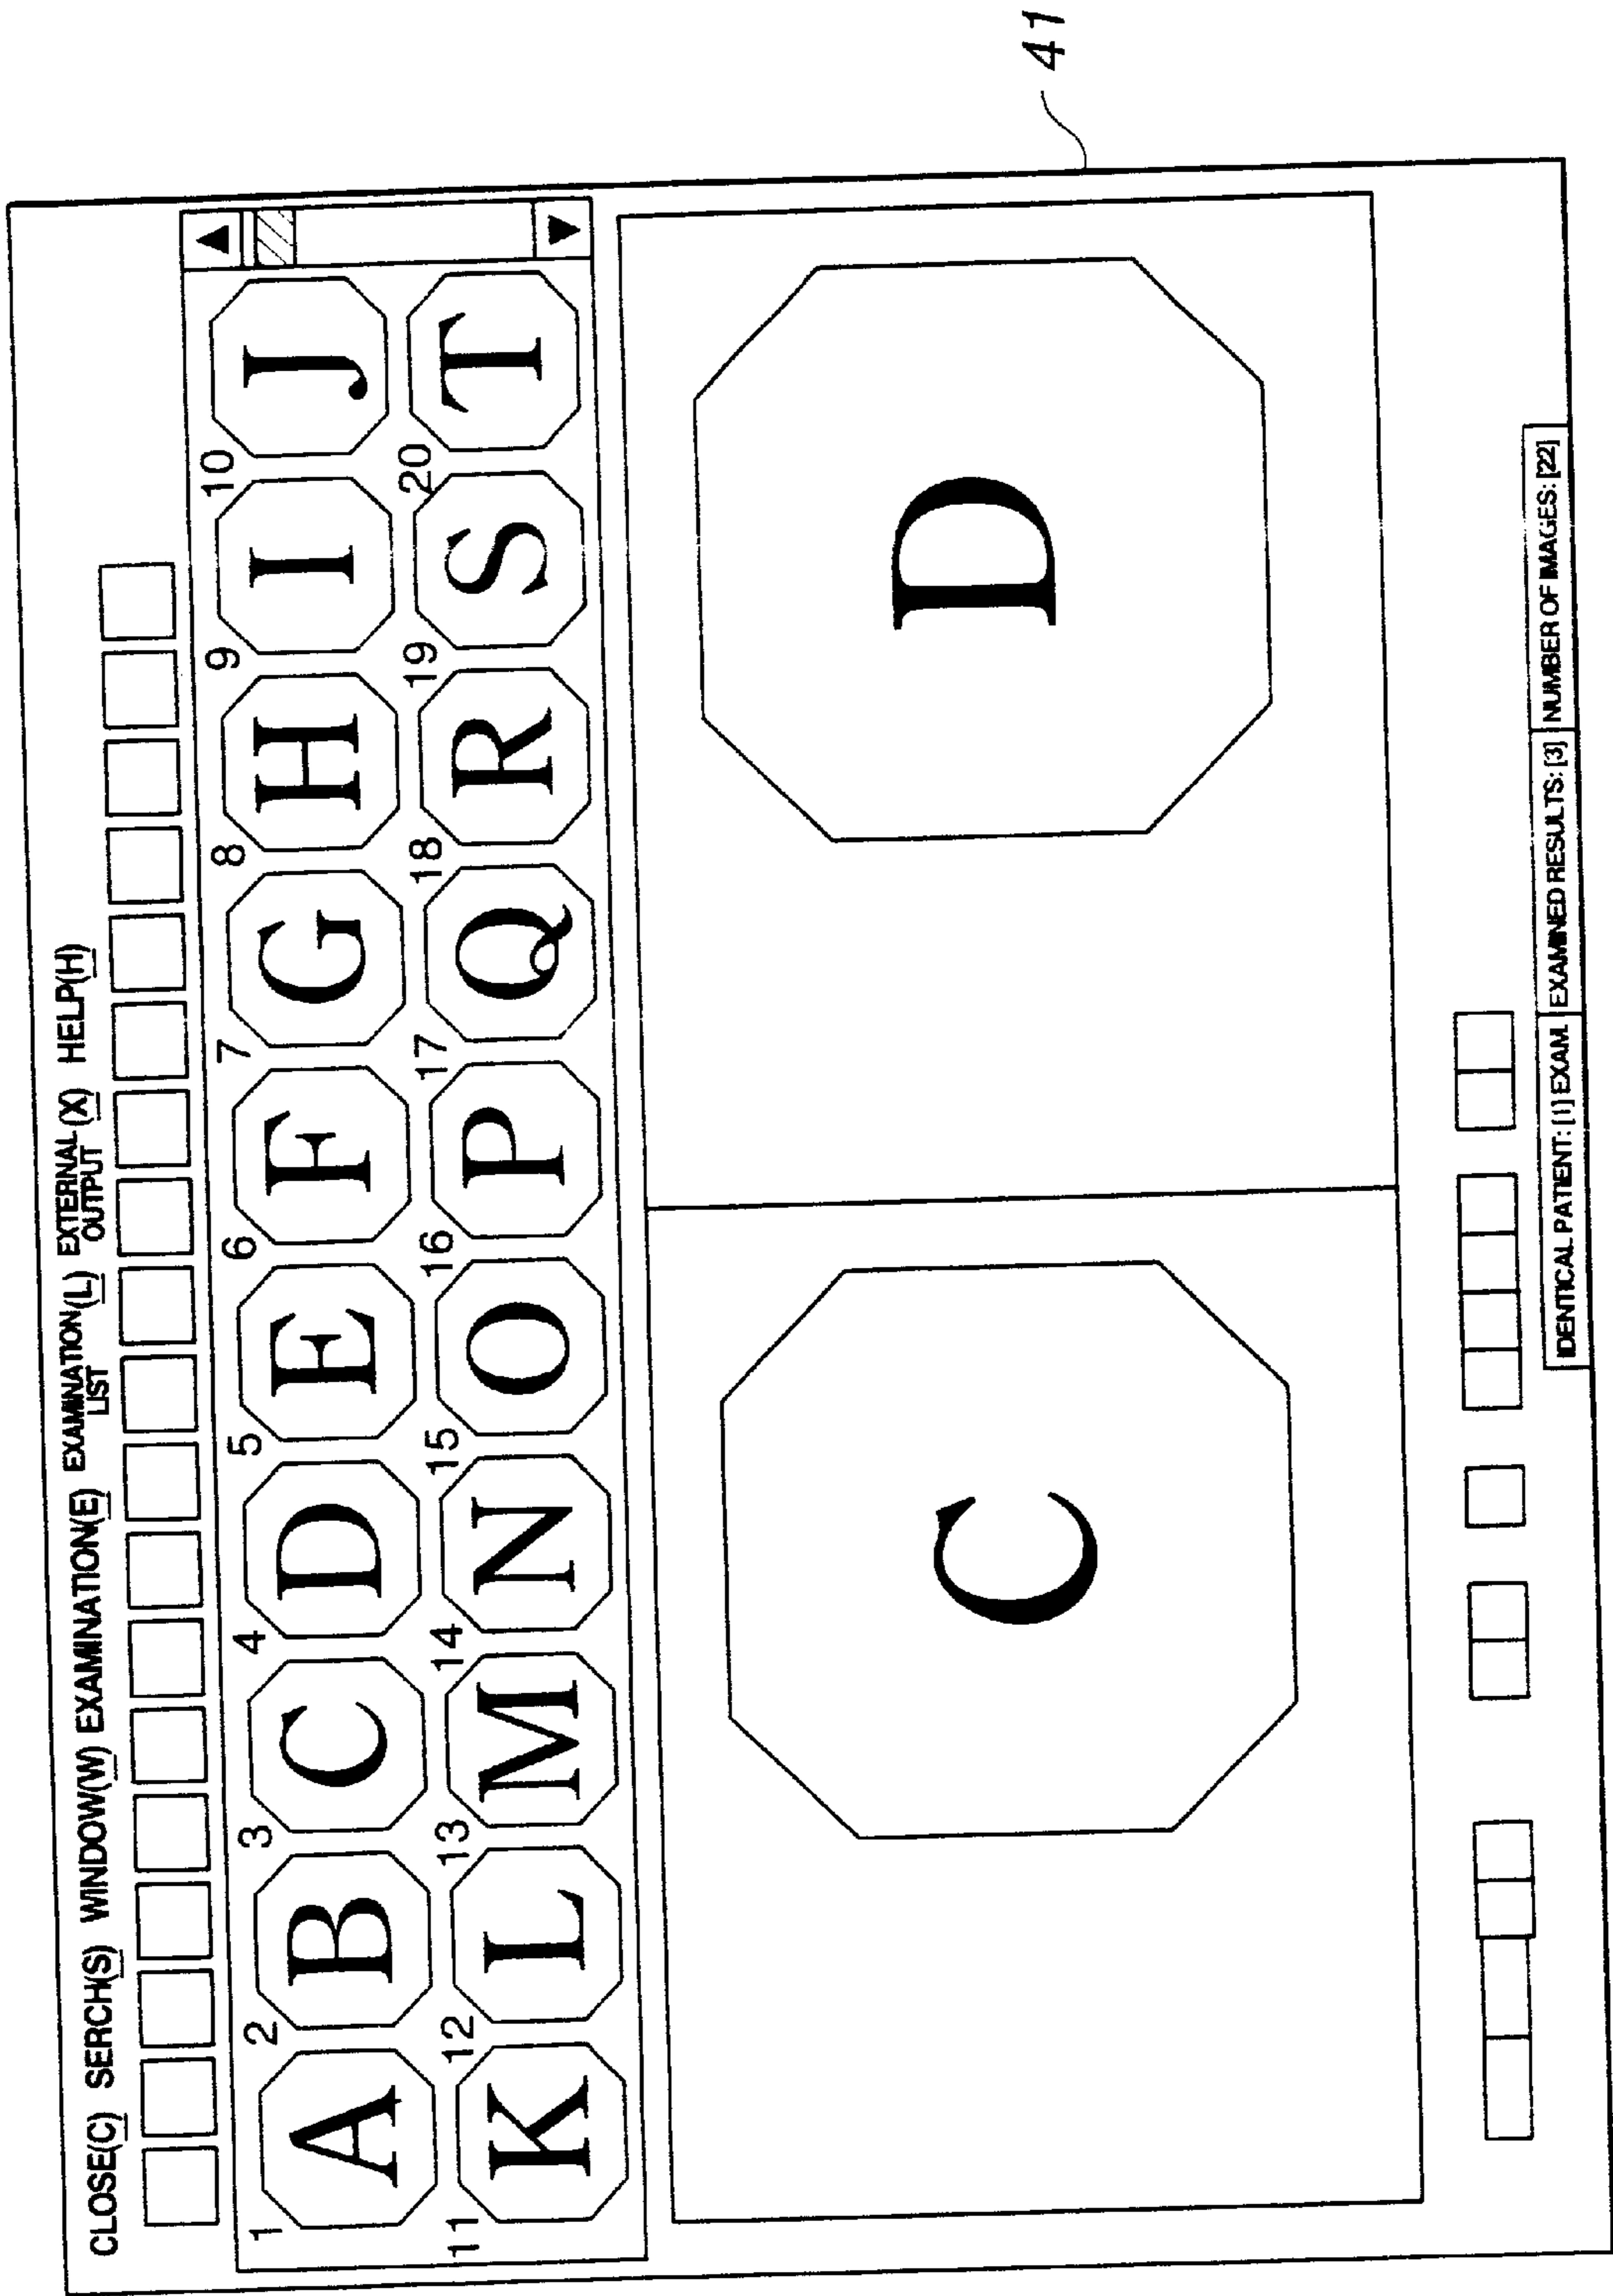 CLOSE(C) SERCH(S) WINDOW(W) EXAMINATION(E) EXAMINATION LIST (L) EXTERNAL OUTPUT (X) HELP(H)
1 2 3 4 5 6 7 8 9 10
A B C D E F G H I J
11 12 13 14 15 16 17 18 19 20
K L M N O P Q R S T
C D
IDENTICAL PATIENT: [1] EXAM. EXAMINED RESULTS: [3] NUMBER OF IMAGES: [22]
41